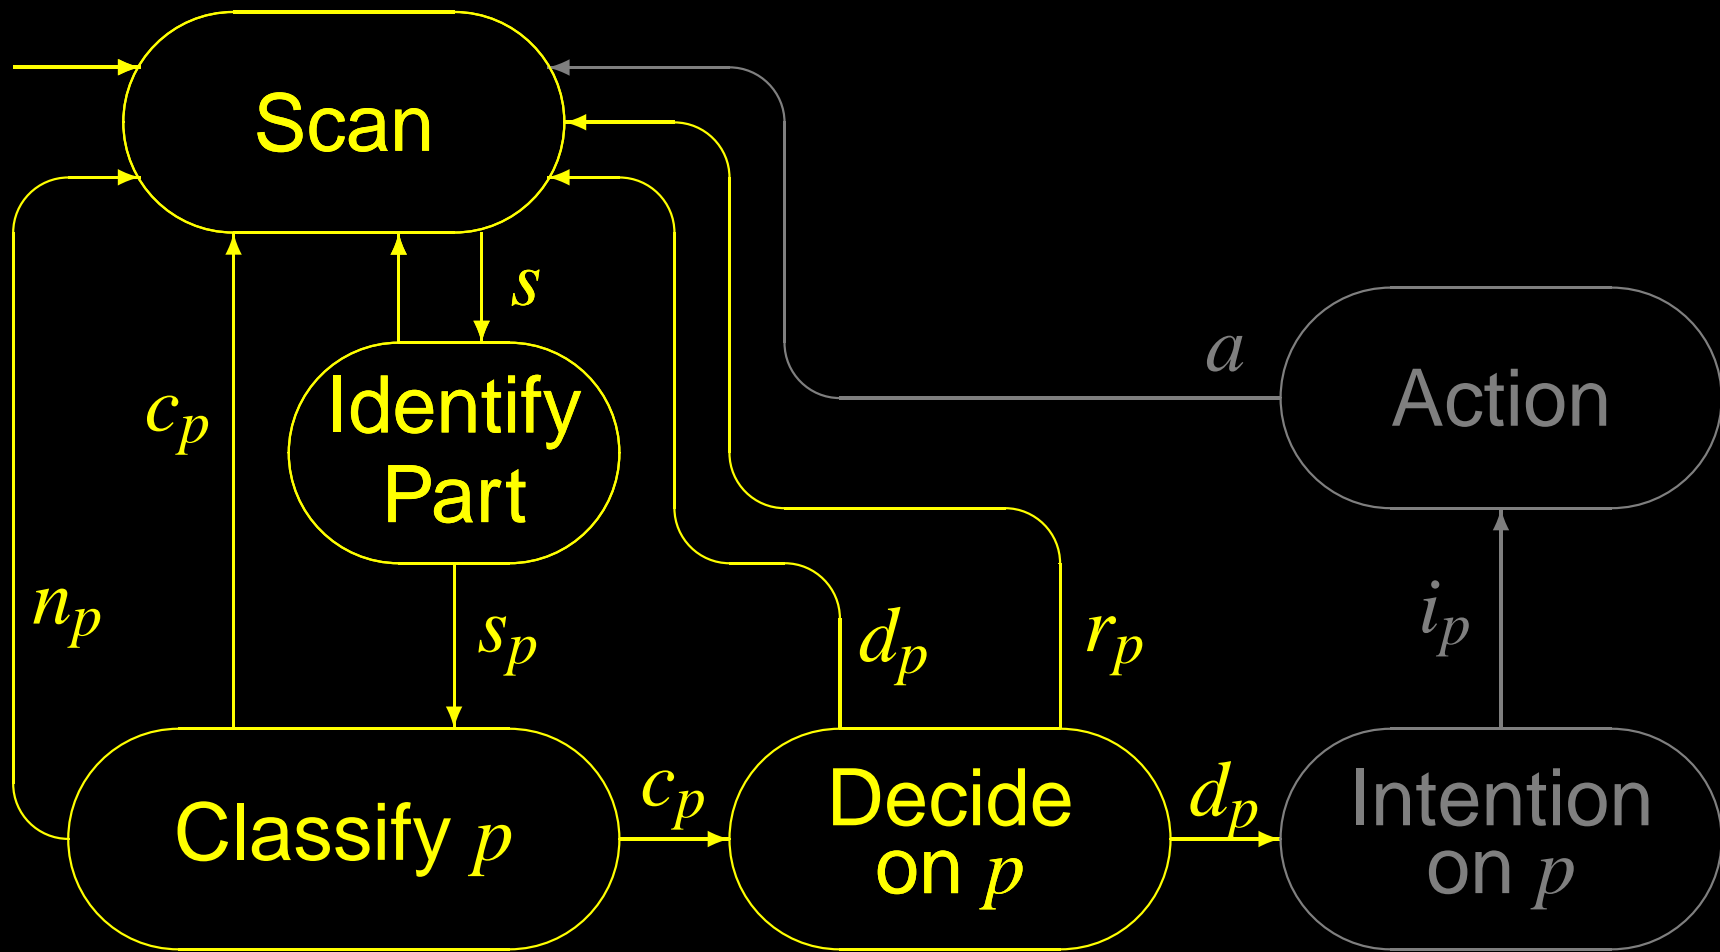 Scan
s
a
Action
Identify
Part
c_p
n_p
s_p
d_p
r_p
i_p
Classify p
c_p
Decide
on p
d_p
Intention
on p